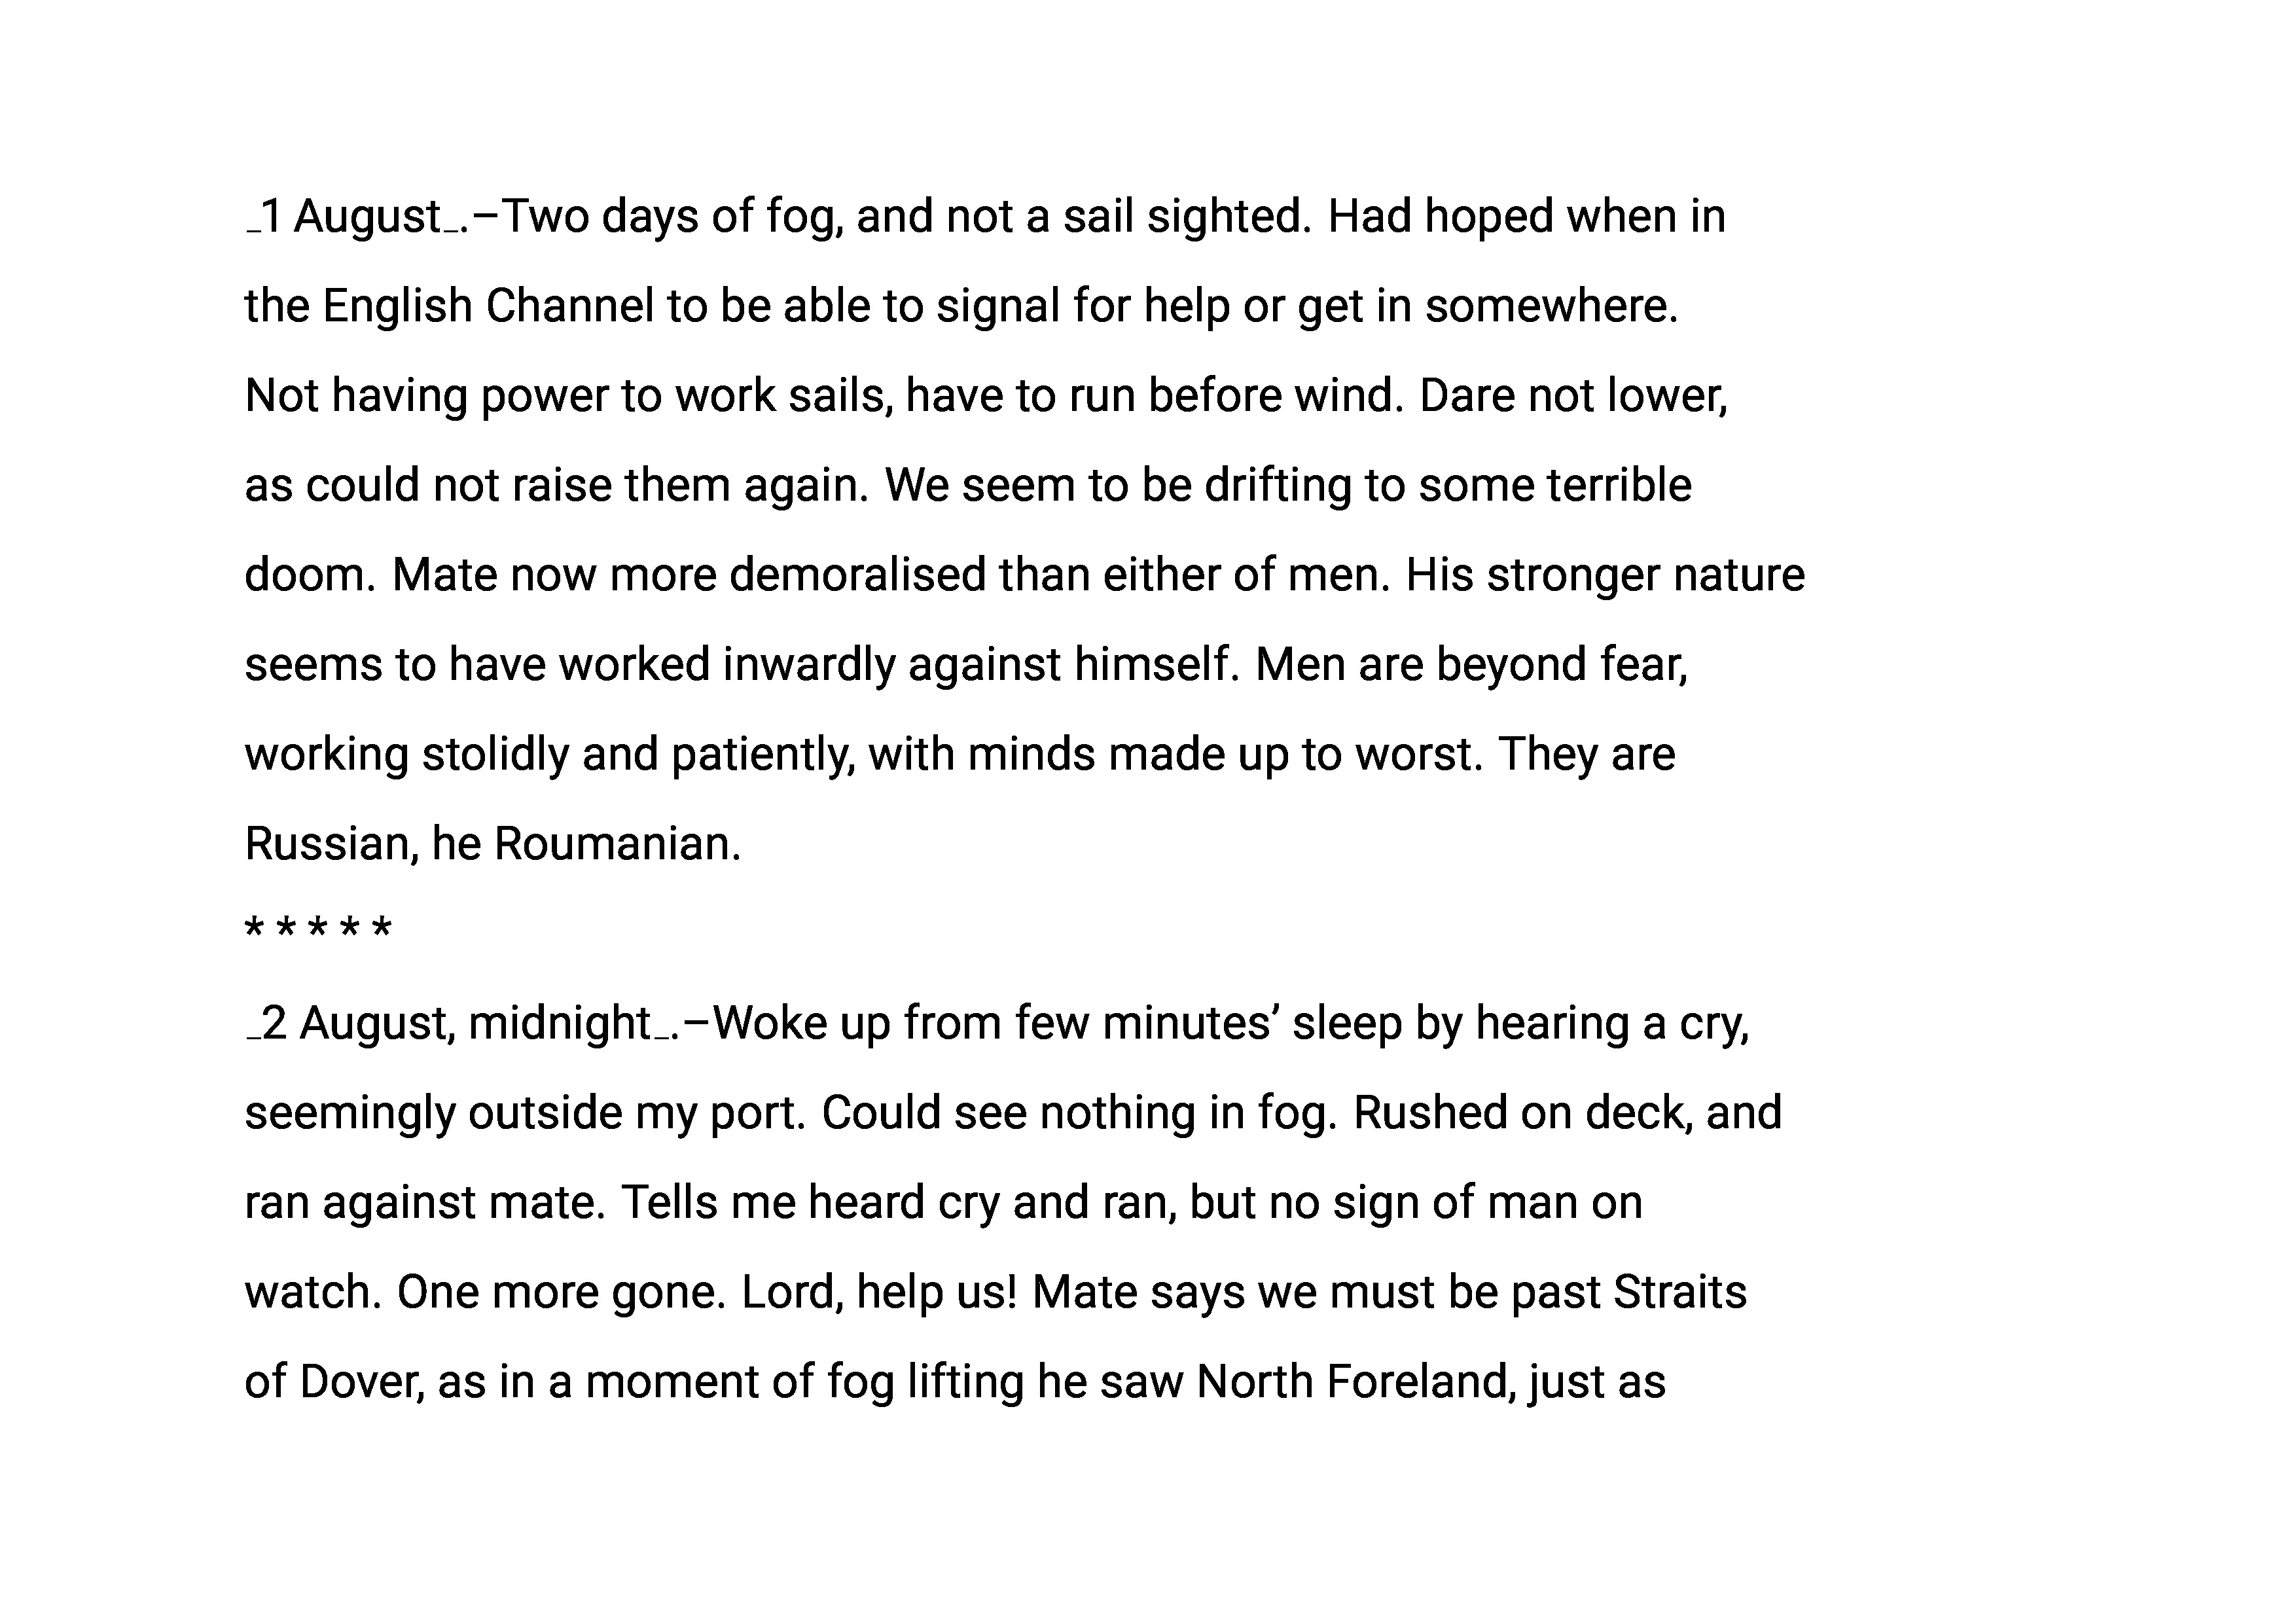 _1 August_.–Two days of fog, and not a sail sighted. Had hoped when in
the English Channel to be able to signal for help or get in somewhere.
Not having power to work sails, have to run before wind. Dare not lower,
as could not raise them again. We seem to be drifting to some terrible
doom. Mate now more demoralised than either of men. His stronger nature
seems to have worked inwardly against himself. Men are beyond fear,
working stolidly and patiently, with minds made up to worst. They are
Russian, he Roumanian.
* * * * *
_2 August, midnight_.–Woke up from few minutes’ sleep by hearing a cry,
seemingly outside my port. Could see nothing in fog. Rushed on deck, and
ran against mate. Tells me heard cry and ran, but no sign of man on
watch. One more gone. Lord, help us! Mate says we must be past Straits
of Dover, as in a moment of fog lifting he saw North Foreland, just as